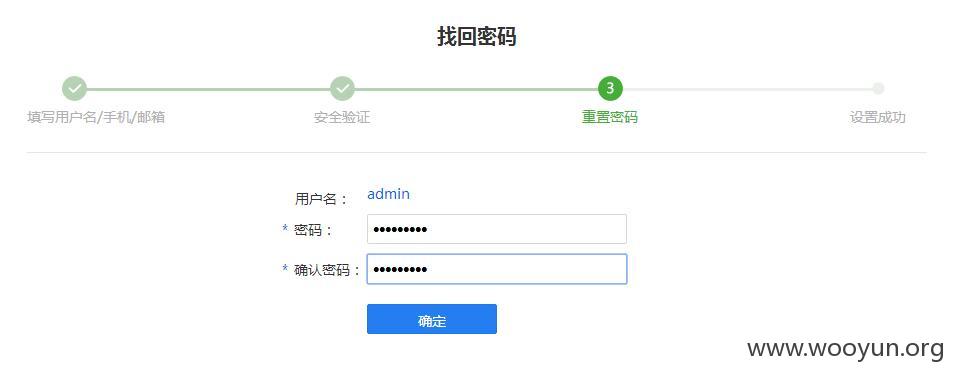 找回密码
3
填写用户名/手机/邮箱 安全验证 重置密码 设置成功
用户名： admin
* 密码： •••••••••
* 确认密码： •••••••••
确定
www.wooyun.org